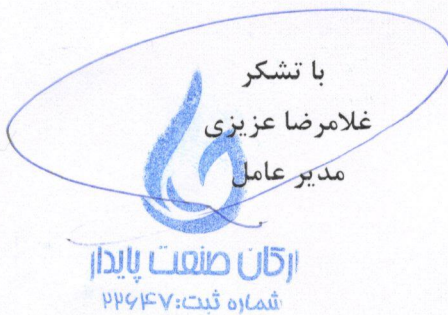 با تشکر
غلامرضا عزیزی
مدیر عامل
ارکان صنعت پایدار
شماره ثبت: ۲۲۶۴۷